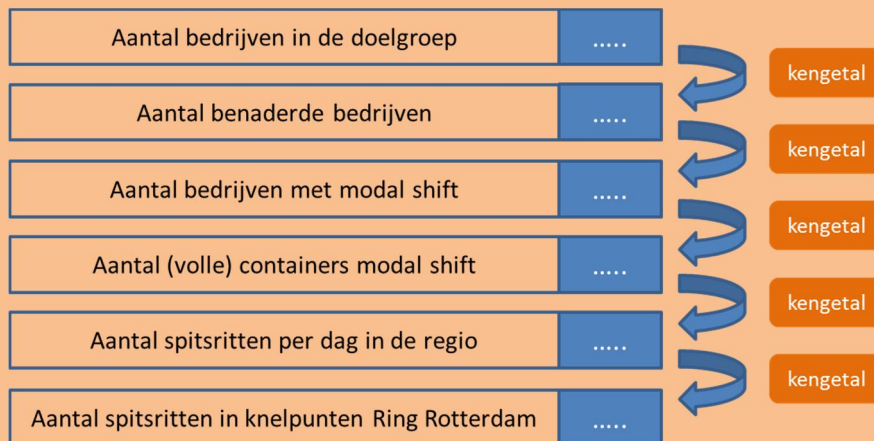 Aantal bedrijven in de doelgroep .....
kengetal
Aantal benaderde bedrijven .....
kengetal
Aantal bedrijven met modal shift .....
kengetal
Aantal (volle) containers modal shift .....
kengetal
Aantal spitsritten per dag in de regio .....
kengetal
Aantal spitsritten in knelpunten Ring Rotterdam .....